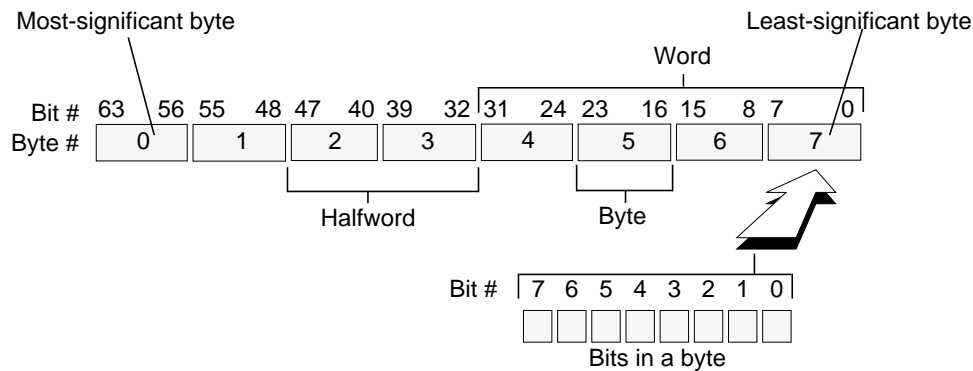 Most-significant byte Least-significant byte
Word
Bit # 63 56 55 48 47 40 39 32 31 24 23 16 15 8 7 0
Byte # 0 1 2 3 4 5 6 7
Halfword Byte
Bit # 7 6 5 4 3 2 1 0
Bits in a byte